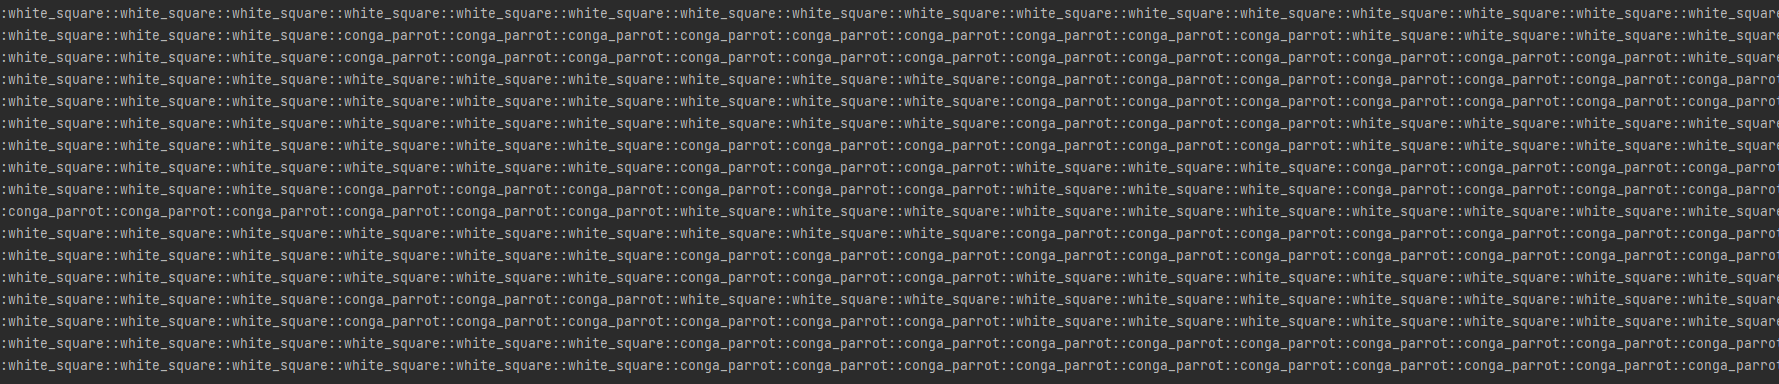 :white_square::white_square::white_square::white_square::white_square::white_square::white_square::white_square::white_square::white_square::white_square::white_square::white_square::white_square::white_square::white_square
:white_square::white_square::white_square::conga_parrot::conga_parrot::conga_parrot::conga_parrot::conga_parrot::conga_parrot::conga_parrot::conga_parrot::conga_parrot::white_square::white_square::white_square::white_square
:white_square::white_square::white_square::conga_parrot::conga_parrot::conga_parrot::conga_parrot::conga_parrot::conga_parrot::conga_parrot::conga_parrot::conga_parrot::conga_parrot::conga_parrot::conga_parrot::white_square
:white_square::white_square::white_square::white_square::white_square::white_square::white_square::white_square::white_square::conga_parrot::conga_parrot::conga_parrot::conga_parrot::conga_parrot::conga_parrot::conga_parrot
:white_square::white_square::white_square::white_square::white_square::white_square::white_square::white_square::white_square::conga_parrot::conga_parrot::conga_parrot::conga_parrot::conga_parrot::conga_parrot::conga_parrot
:white_square::white_square::white_square::white_square::white_square::white_square::white_square::white_square::white_square::conga_parrot::conga_parrot::conga_parrot::white_square::white_square::white_square::white_square
:white_square::white_square::white_square::white_square::white_square::white_square::conga_parrot::conga_parrot::conga_parrot::conga_parrot::conga_parrot::conga_parrot::white_square::white_square::white_square::white_square
:white_square::white_square::white_square::white_square::white_square::white_square::conga_parrot::conga_parrot::conga_parrot::white_square::white_square::white_square::conga_parrot::conga_parrot::conga_parrot::conga_parrot
:white_square::white_square::white_square::conga_parrot::conga_parrot::conga_parrot::conga_parrot::conga_parrot::conga_parrot::white_square::white_square::white_square::conga_parrot::conga_parrot::conga_parrot::conga_parrot
:conga_parrot::conga_parrot::conga_parrot::conga_parrot::conga_parrot::conga_parrot::white_square::white_square::white_square::white_square::white_square::white_square::white_square::white_square::white_square::white_square
:white_square::white_square::white_square::white_square::white_square::white_square::white_square::white_square::white_square::conga_parrot::conga_parrot::conga_parrot::conga_parrot::conga_parrot::conga_parrot::conga_parrot
:white_square::white_square::white_square::white_square::white_square::white_square::conga_parrot::conga_parrot::conga_parrot::conga_parrot::conga_parrot::conga_parrot::conga_parrot::conga_parrot::conga_parrot::conga_parrot
:white_square::white_square::white_square::white_square::white_square::white_square::conga_parrot::conga_parrot::conga_parrot::conga_parrot::conga_parrot::conga_parrot::white_square::white_square::white_square::white_square
:white_square::white_square::white_square::conga_parrot::conga_parrot::conga_parrot::white_square::white_square::white_square::white_square::white_square::white_square::white_square::white_square::white_square::white_square
:white_square::white_square::white_square::conga_parrot::conga_parrot::conga_parrot::conga_parrot::conga_parrot::conga_parrot::white_square::white_square::white_square::white_square::white_square::white_square::white_square
:white_square::white_square::white_square::white_square::white_square::white_square::conga_parrot::conga_parrot::conga_parrot::conga_parrot::conga_parrot::conga_parrot::conga_parrot::conga_parrot::conga_parrot::conga_parrot
:white_square::white_square::white_square::white_square::white_square::white_square::conga_parrot::conga_parrot::conga_parrot::conga_parrot::conga_parrot::conga_parrot::conga_parrot::conga_parrot::conga_parrot::conga_parrot